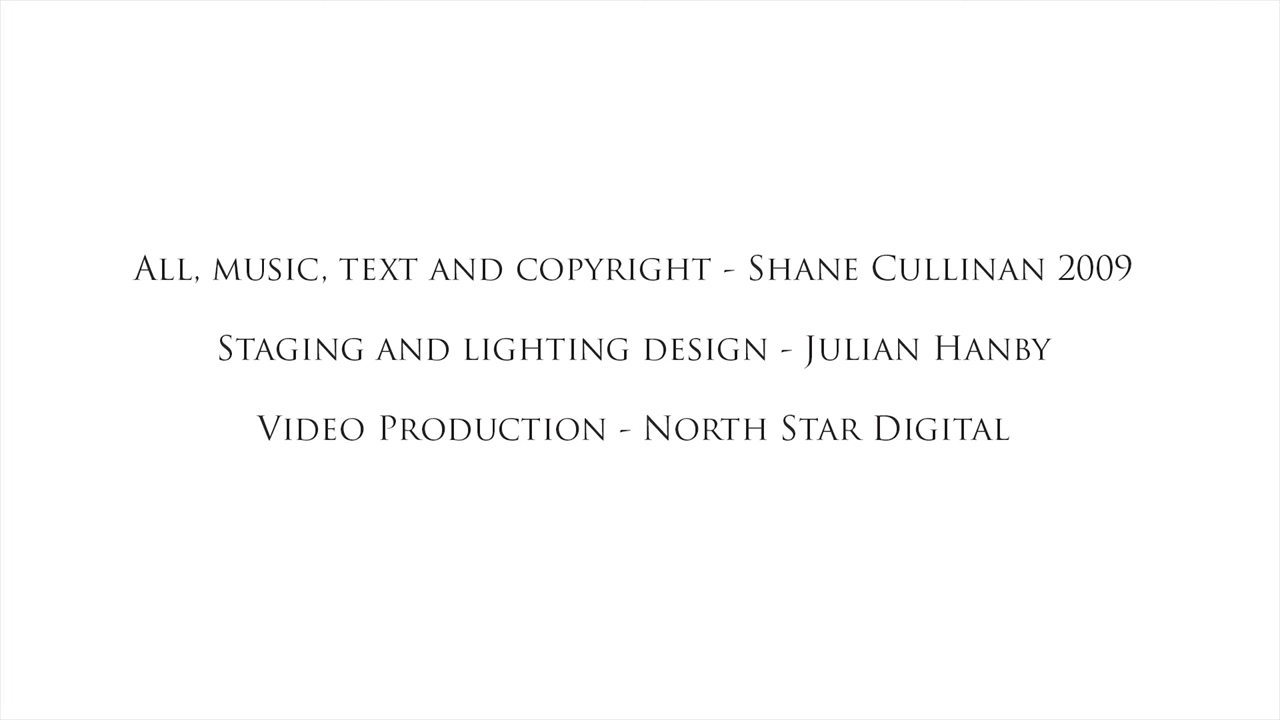 All, music, text and copyright - Shane Cullinan 2009
Staging and lighting design - Julian Hanby
Video Production - North Star Digital